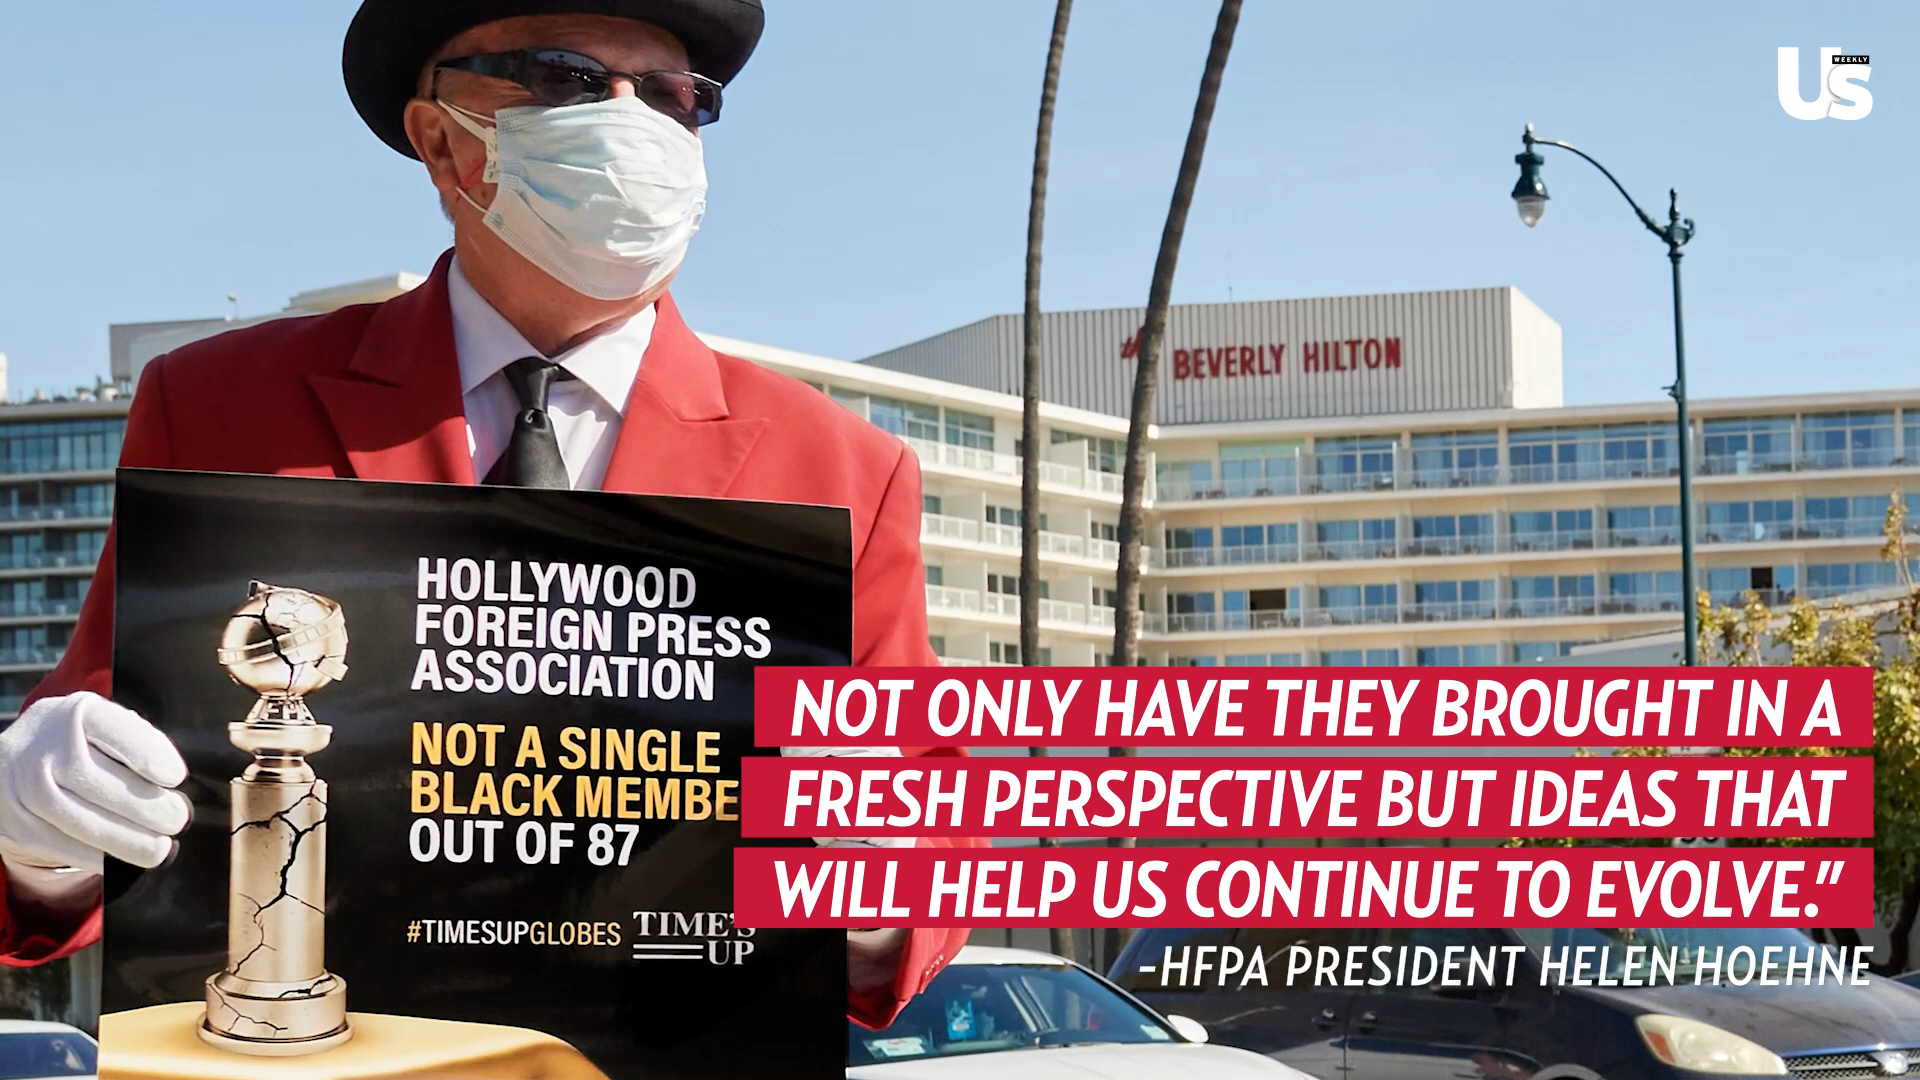 Us
WEEKLY
the BEVERLY HILTON
HOLLYWOOD
FOREIGN PRESS
ASSOCIATION
NOT A SINGLE
BLACK MEMBE
OUT OF 87
#TIMESUPGLOBES
TIME'S
UP
HFPA
NOT ONLY HAVE THEY BROUGHT IN A
FRESH PERSPECTIVE BUT IDEAS THAT
WILL HELP US CONTINUE TO EVOLVE."
-HFPA PRESIDENT HELEN HOEHNE